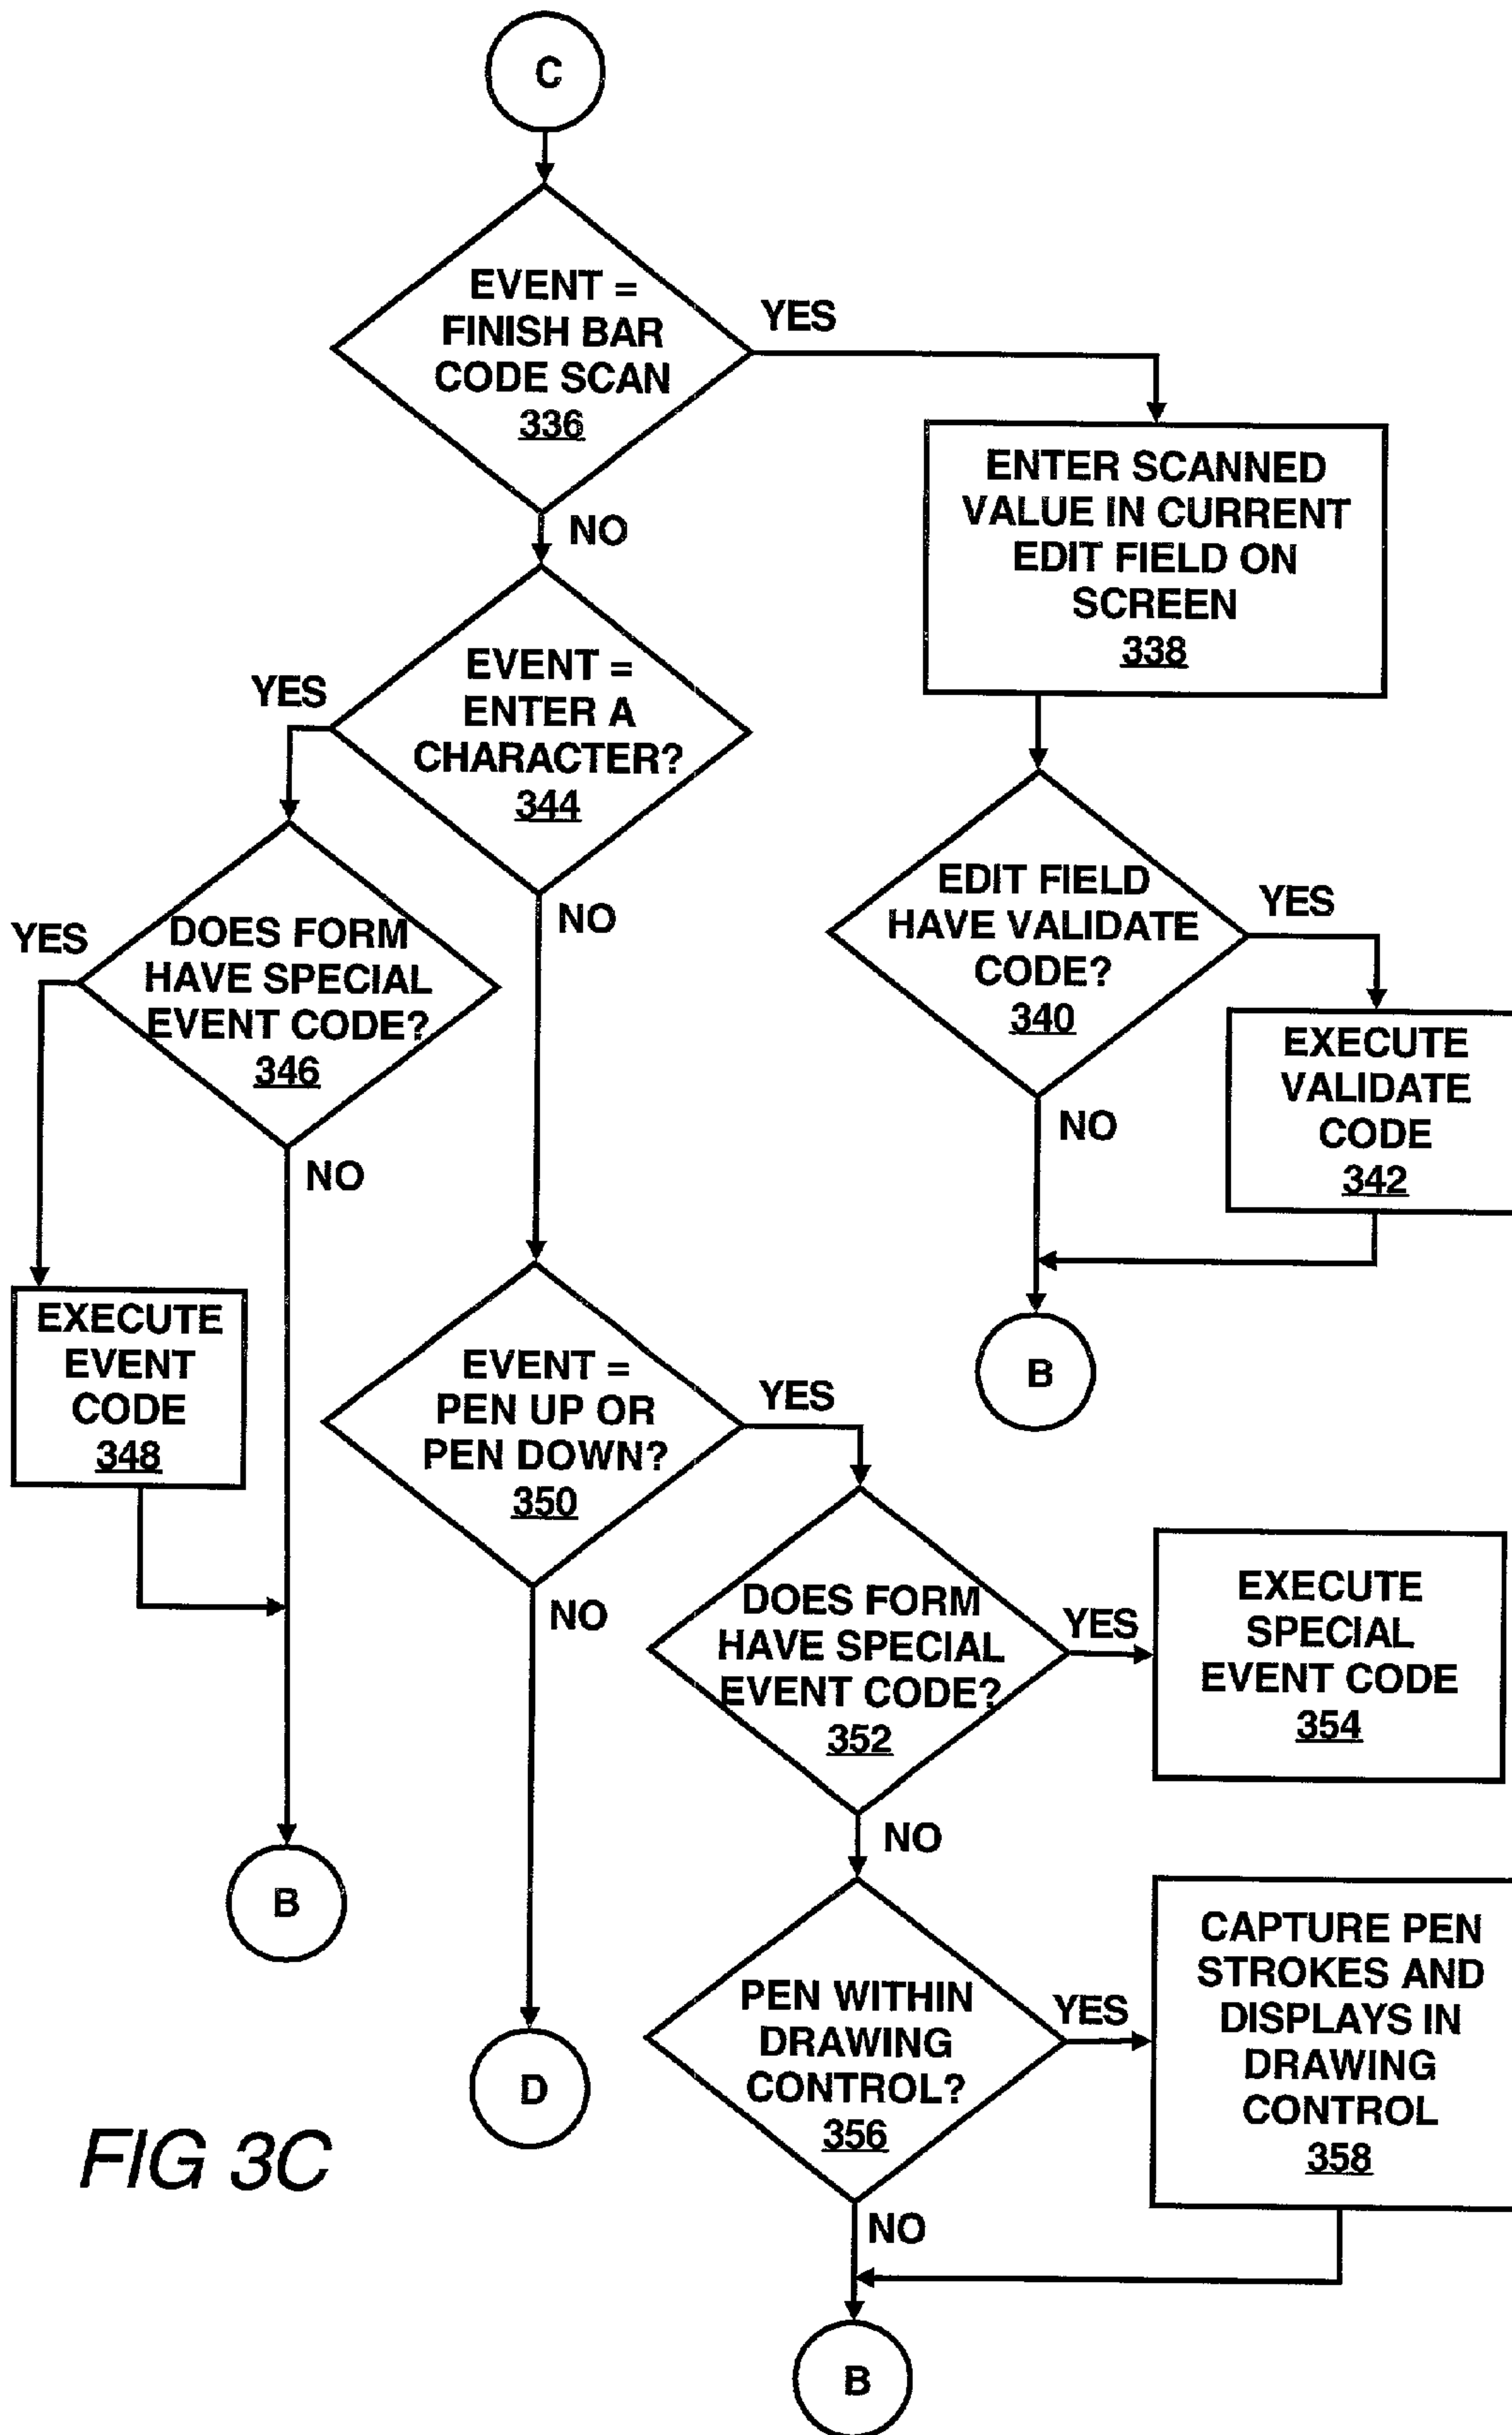 C
EVENT =
FINISH BAR
CODE SCAN
336
YES
NO
ENTER SCANNED
VALUE IN CURRENT
EDIT FIELD ON
SCREEN
338
EVENT =
ENTER A
CHARACTER?
344
YES
NO
EDIT FIELD
HAVE VALIDATE
CODE?
340
YES
NO
EXECUTE
VALIDATE
CODE
342
B
DOES FORM
HAVE SPECIAL
EVENT CODE?
346
YES
NO
EXECUTE
EVENT
CODE
348
B
EVENT =
PEN UP OR
PEN DOWN?
350
YES
NO
D
DOES FORM
HAVE SPECIAL
EVENT CODE?
352
YES
NO
EXECUTE
SPECIAL
EVENT CODE
354
PEN WITHIN
DRAWING
CONTROL?
356
YES
NO
CAPTURE PEN
STROKES AND
DISPLAYS IN
DRAWING
CONTROL
358
B
FIG 3C